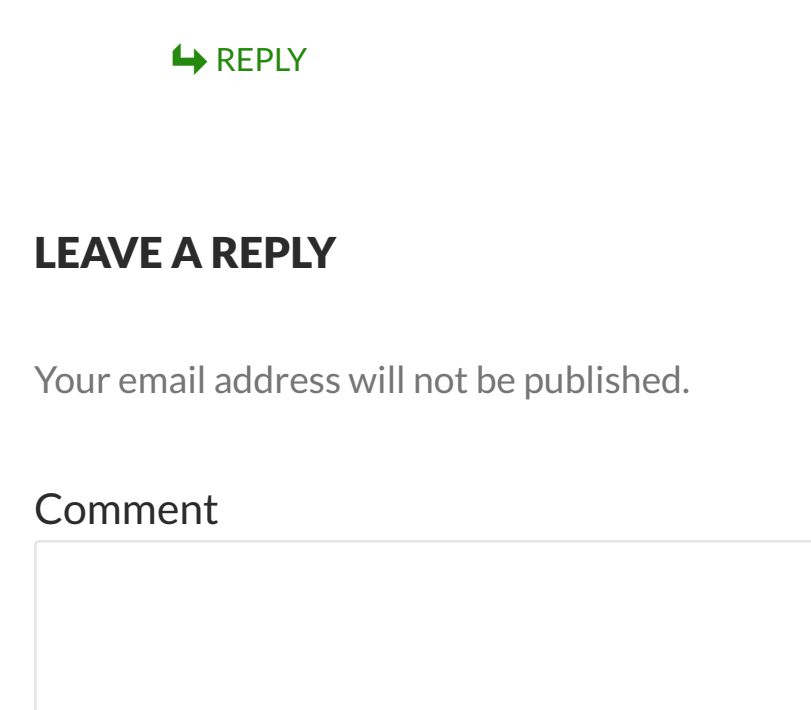 REPLY
LEAVE A REPLY
Your email address will not be published.
Comment